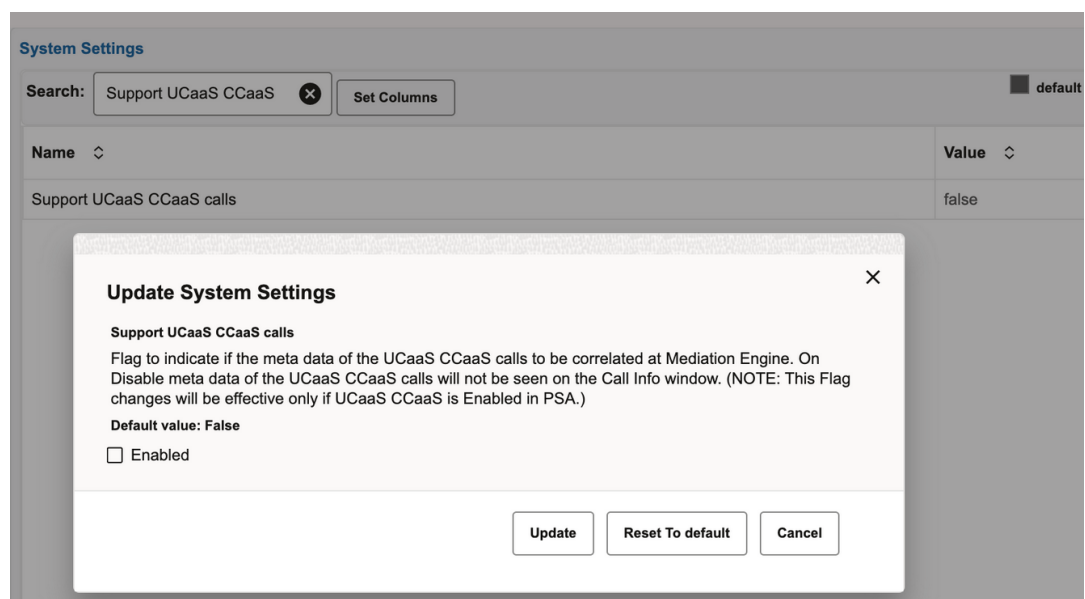 System Settings
Search: Support UCaaS CCaaS Set Columns default
Name Value
Support UCaaS CCaaS calls false
Update System Settings
Support UCaaS CCaaS calls
Flag to indicate if the meta data of the UCaaS CCaaS calls to be correlated at Mediation Engine. On
Disable meta data of the UCaaS CCaaS calls will not be seen on the Call Info window. (NOTE: This Flag
changes will be effective only if UCaaS CCaaS is Enabled in PSA.)
Default value: False
Enabled
Update Reset To default Cancel